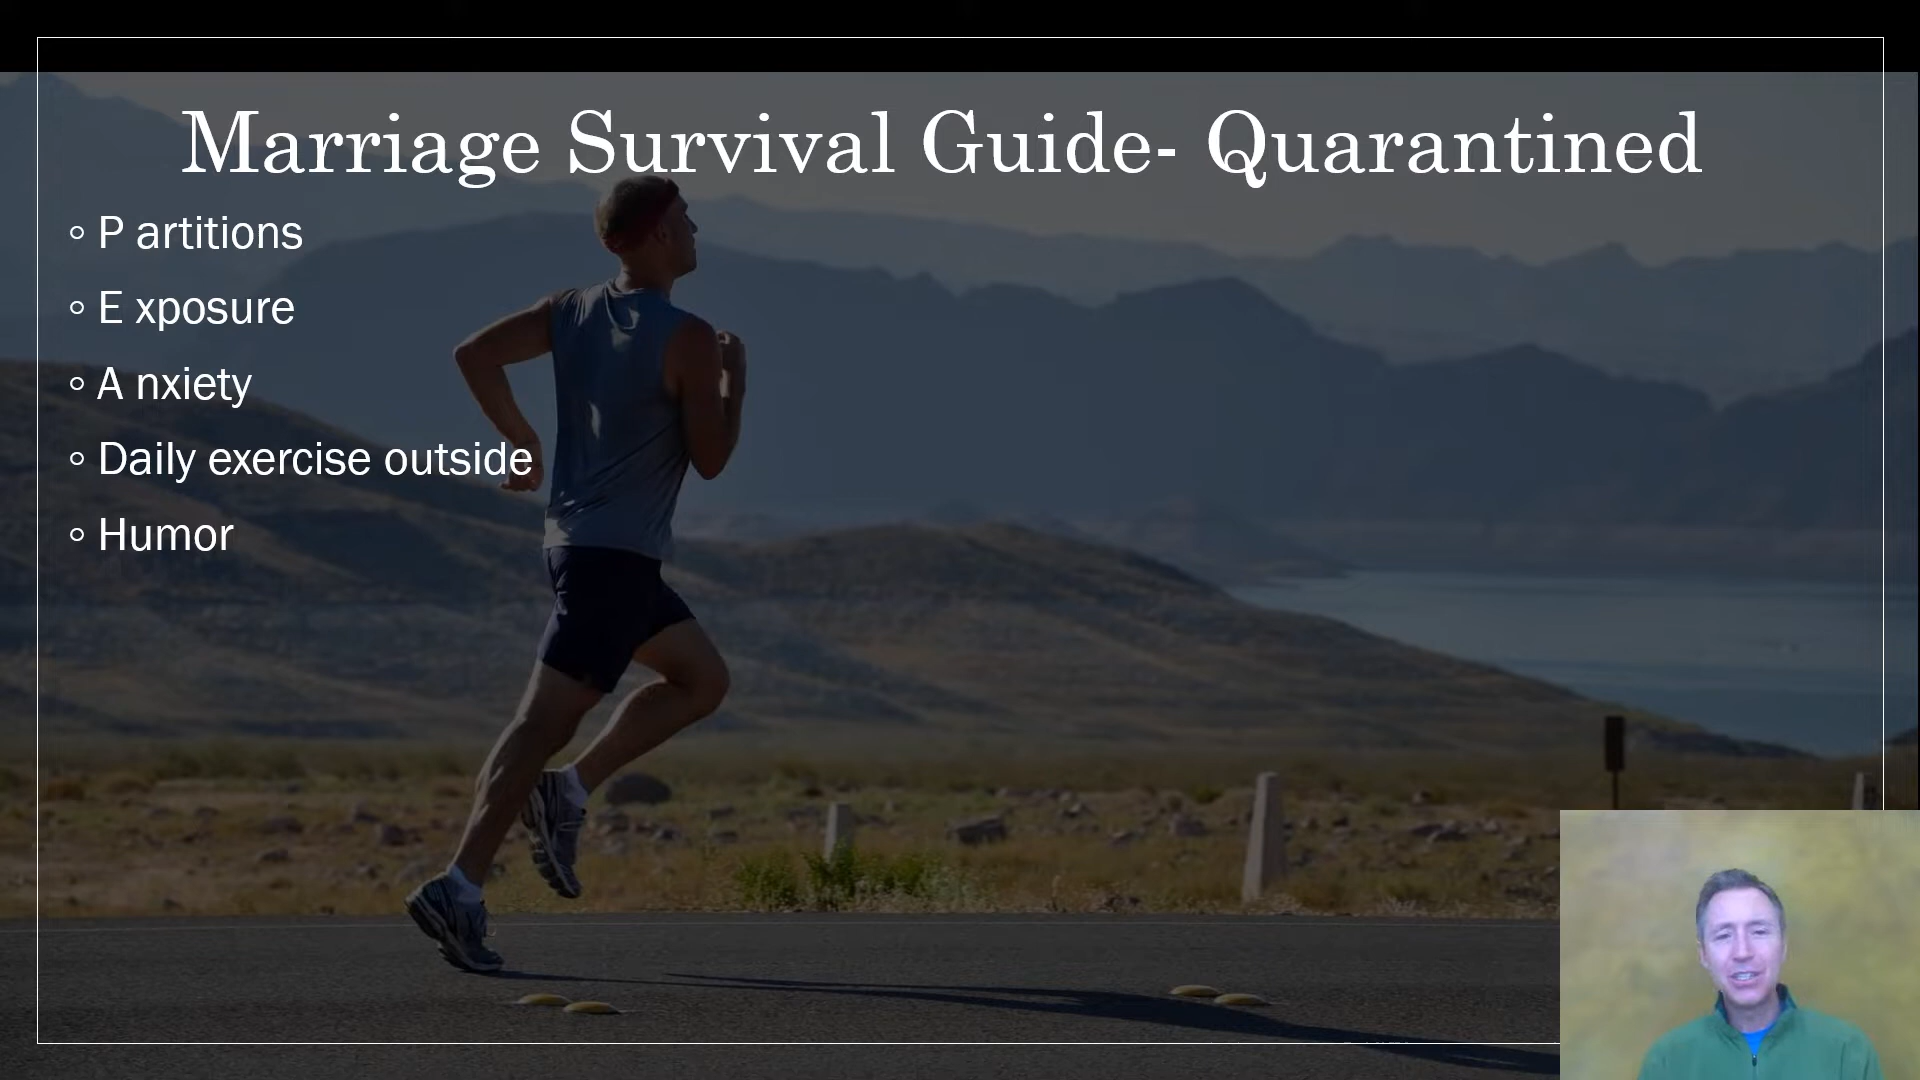 Marriage Survival Guide- Quarantined
P artitions
E xposure
A nxiety
Daily exercise outside
Humor